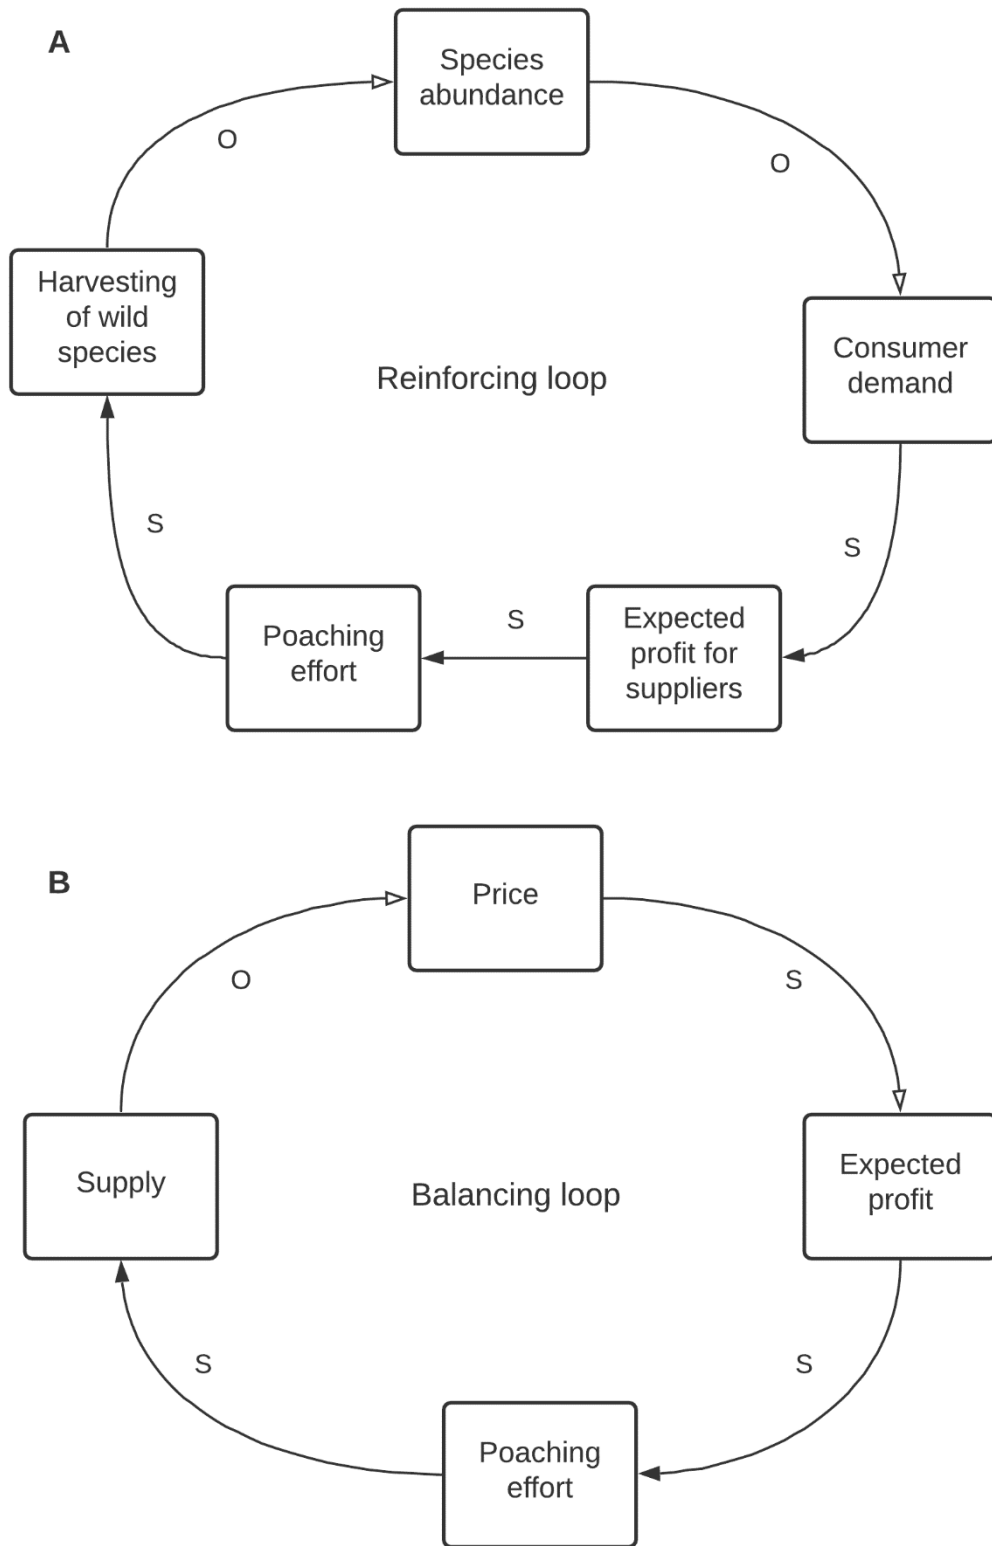 A
Species
abundance
O
O
Harvesting
of wild
species
Consumer
demand
Reinforcing loop
S
S
S
Poaching
effort
Expected
profit for
suppliers
B
Price
O
S
Supply
Expected
profit
Balancing loop
S
S
Poaching
effort